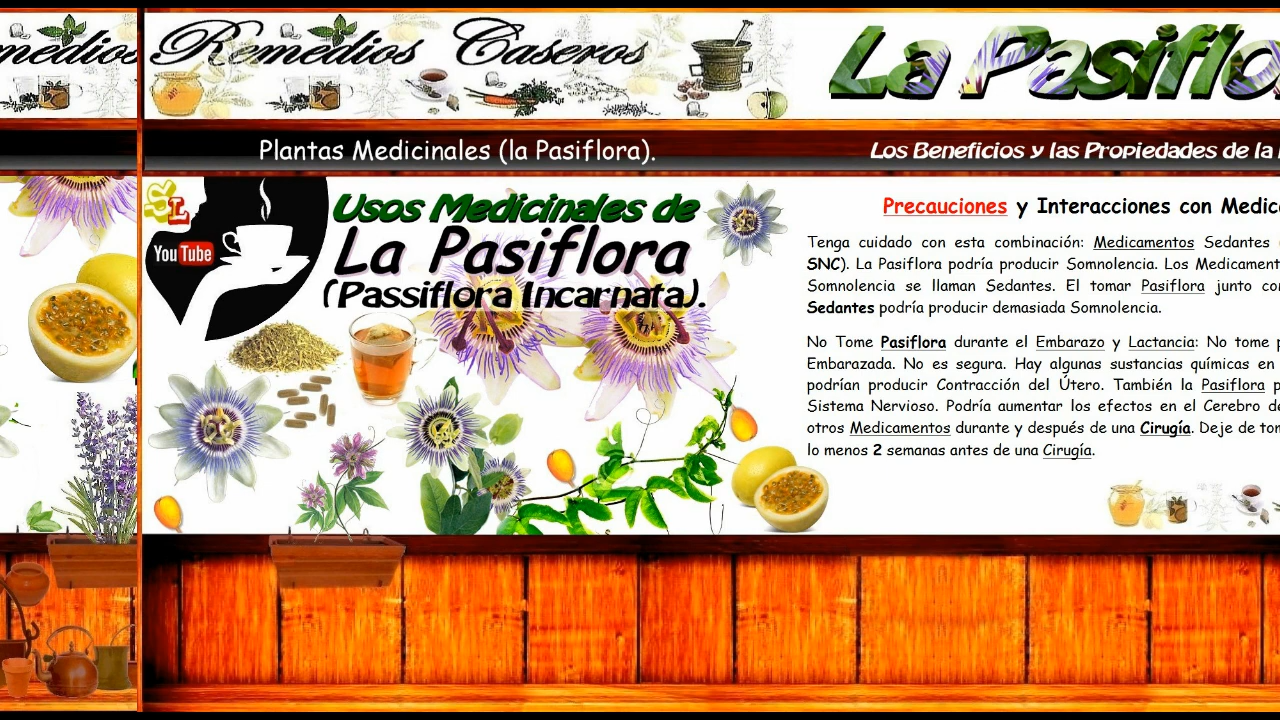 Remedios Caseros
La Pasiflo
Plantas Medicinales (la Pasiflora).
Los Beneficios y las Propiedades de la
SL
YouTube
Usos Medicinales de
La Pasiflora
(Passiflora Incarnata).
Precauciones y Interacciones con Medic
Tenga cuidado con esta combinación: Medicamentos Sedantes
SNC). La Pasiflora podría producir Somnolencia. Los Medicament
Somnolencia se llaman Sedantes. El tomar Pasiflora junto co
Sedantes podría producir demasiada Somnolencia.
No Tome Pasiflora durante el Embarazo y Lactancia: No tome
Embarazada. No es segura. Hay algunas sustancias químicas en
podrían producir Contracción del Útero. También la Pasiflora p
Sistema Nervioso. Podría aumentar los efectos en el Cerebro d
otros Medicamentos durante y después de una Cirugía. Deje de tom
lo menos 2 semanas antes de una Cirugía.